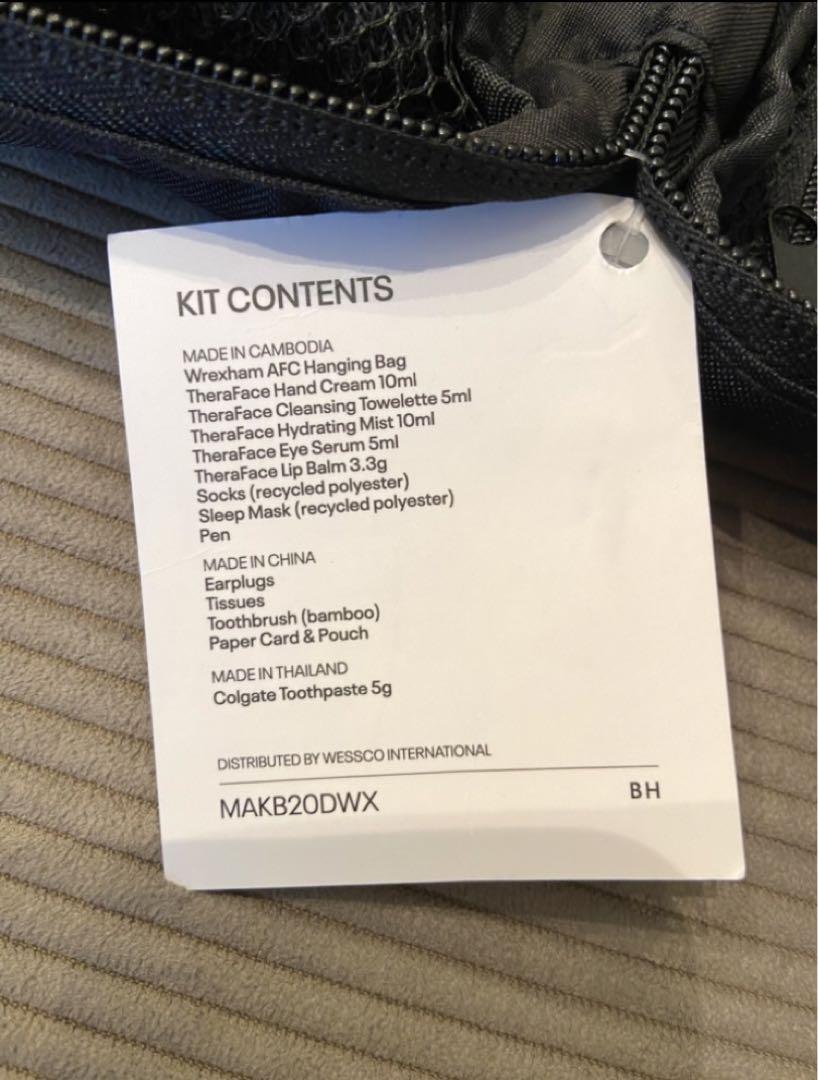 KIT CONTENTS
MADE IN CAMBODIA
Wrexham AFC Hanging Bag
TheraFace Hand Cream 10ml
TheraFace Cleansing Towelette 5ml
TheraFace Hydrating Mist 10ml
TheraFace Eye Serum 5ml
TheraFace Lip Balm 3.3g
Socks (recycled polyester)
Sleep Mask (recycled polyester)
Pen
MADE IN CHINA
Earplugs
Tissues
Toothbrush (bamboo)
Paper Card & Pouch
MADE IN THAILAND
Colgate Toothpaste 5g
DISTRIBUTED BY WESSCO INTERNATIONAL
MAKB20DWX BH